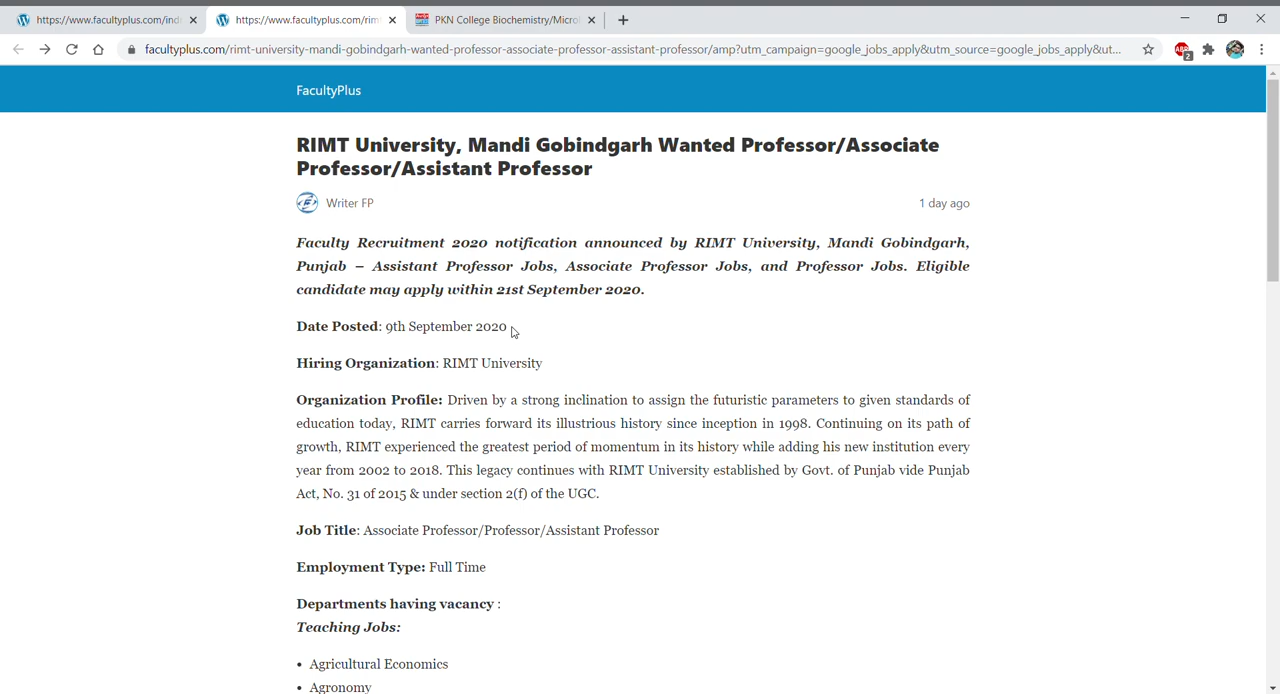 https://www.facultyplus.com/ind
https://www.facultyplus.com/rim
PKN College Biochemistry/Microl
facultyplus.com/rimt-university-mandi-gobindgarh-wanted-professor-associate-professor-assistant-professor/amp?utm_campaign=google_jobs_apply&utm_source=google_jobs_apply&ut...
ABP
2
FacultyPlus
RIMT University, Mandi Gobindgarh Wanted Professor/Associate
Professor/Assistant Professor
Writer FP
1 day ago
Faculty Recruitment 2020 notification announced by RIMT University, Mandi Gobindgarh,
Punjab – Assistant Professor Jobs, Associate Professor Jobs, and Professor Jobs. Eligible
candidate may apply within 21st September 2020.
Date Posted: 9th September 2020
Hiring Organization: RIMT University
Organization Profile: Driven by a strong inclination to assign the futuristic parameters to given standards of
education today, RIMT carries forward its illustrious history since inception in 1998. Continuing on its path of
growth, RIMT experienced the greatest period of momentum in its history while adding his new institution every
year from 2002 to 2018. This legacy continues with RIMT University established by Govt. of Punjab vide Punjab
Act, No. 31 of 2015 & under section 2(f) of the UGC.
Job Title: Associate Professor/Professor/Assistant Professor
Employment Type: Full Time
Departments having vacancy :
Teaching Jobs:
• Agricultural Economics
• Agronomy